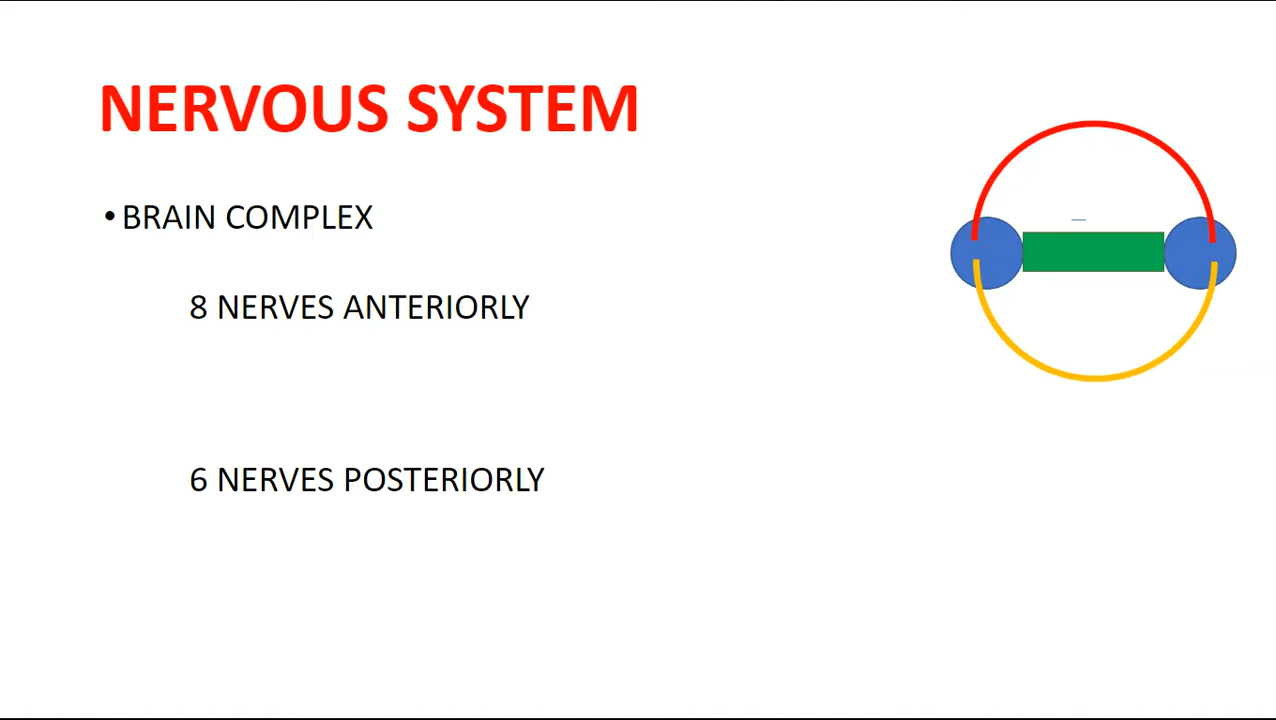 NERVOUS SYSTEM
• BRAIN COMPLEX
8 NERVES ANTERIORLY
6 NERVES POSTERIORLY